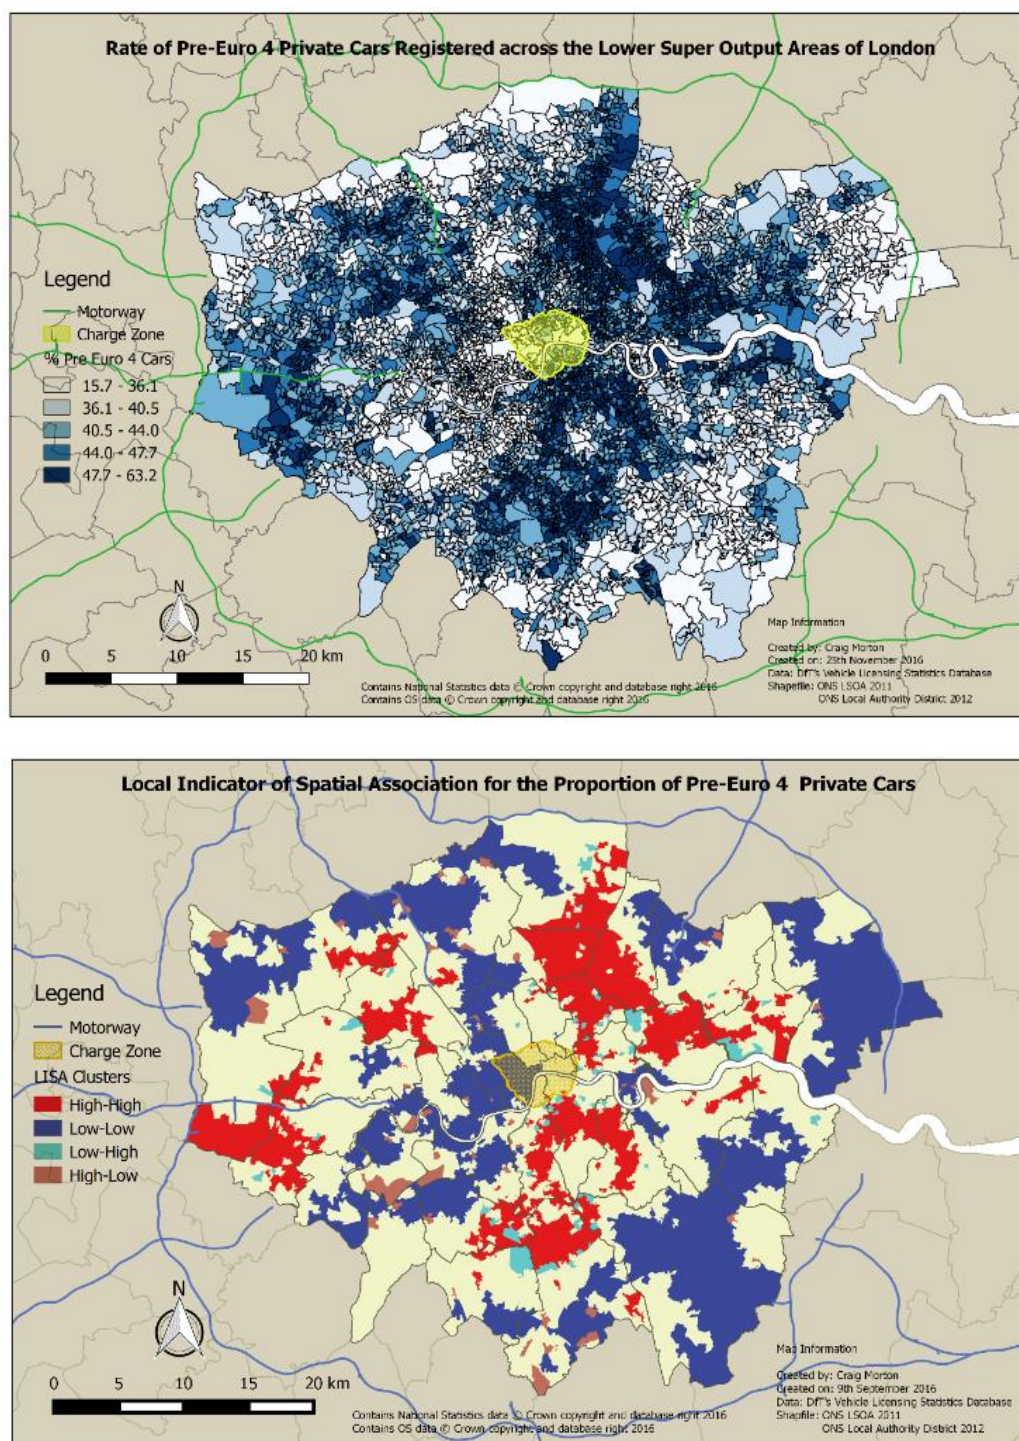 Rate of Pre-Euro 4 Private Cars Registered across the Lower Super Output Areas of London
Legend
Motorway
Charge Zone
% Pre Euro 4 Cars
15.7 - 36.1
36.1 - 40.5
40.5 - 44.0
44.0 - 47.7
47.7 - 63.2
N
0 5 10 15 20 km
Map Information
Created by: Craig Morton
Created on: 25th November 2016
Data: DfT's Vehicle Licensing Statistics Database
Shapefile: ONS LSOA 2011
ONS Local Authority District 2012
Contains National Statistics data © Crown copyright and database right 2016
Contains OS data © Crown copyright and database right 2016
Local Indicator of Spatial Association for the Proportion of Pre-Euro 4 Private Cars
Legend
Motorway
Charge Zone
LISA Clusters
High-High
Low-Low
Low-High
High-Low
N
0 5 10 15 20 km
Map Information
Created by: Craig Morton
Created on: 9th September 2016
Data: DfT's Vehicle Licensing Statistics Database
Shapfile: ONS LSOA 2011
ONS Local Authority District 2012
Contains National Statistics data © Crown copyright and database right 2016
Contains OS data © Crown copyright and database right 2016